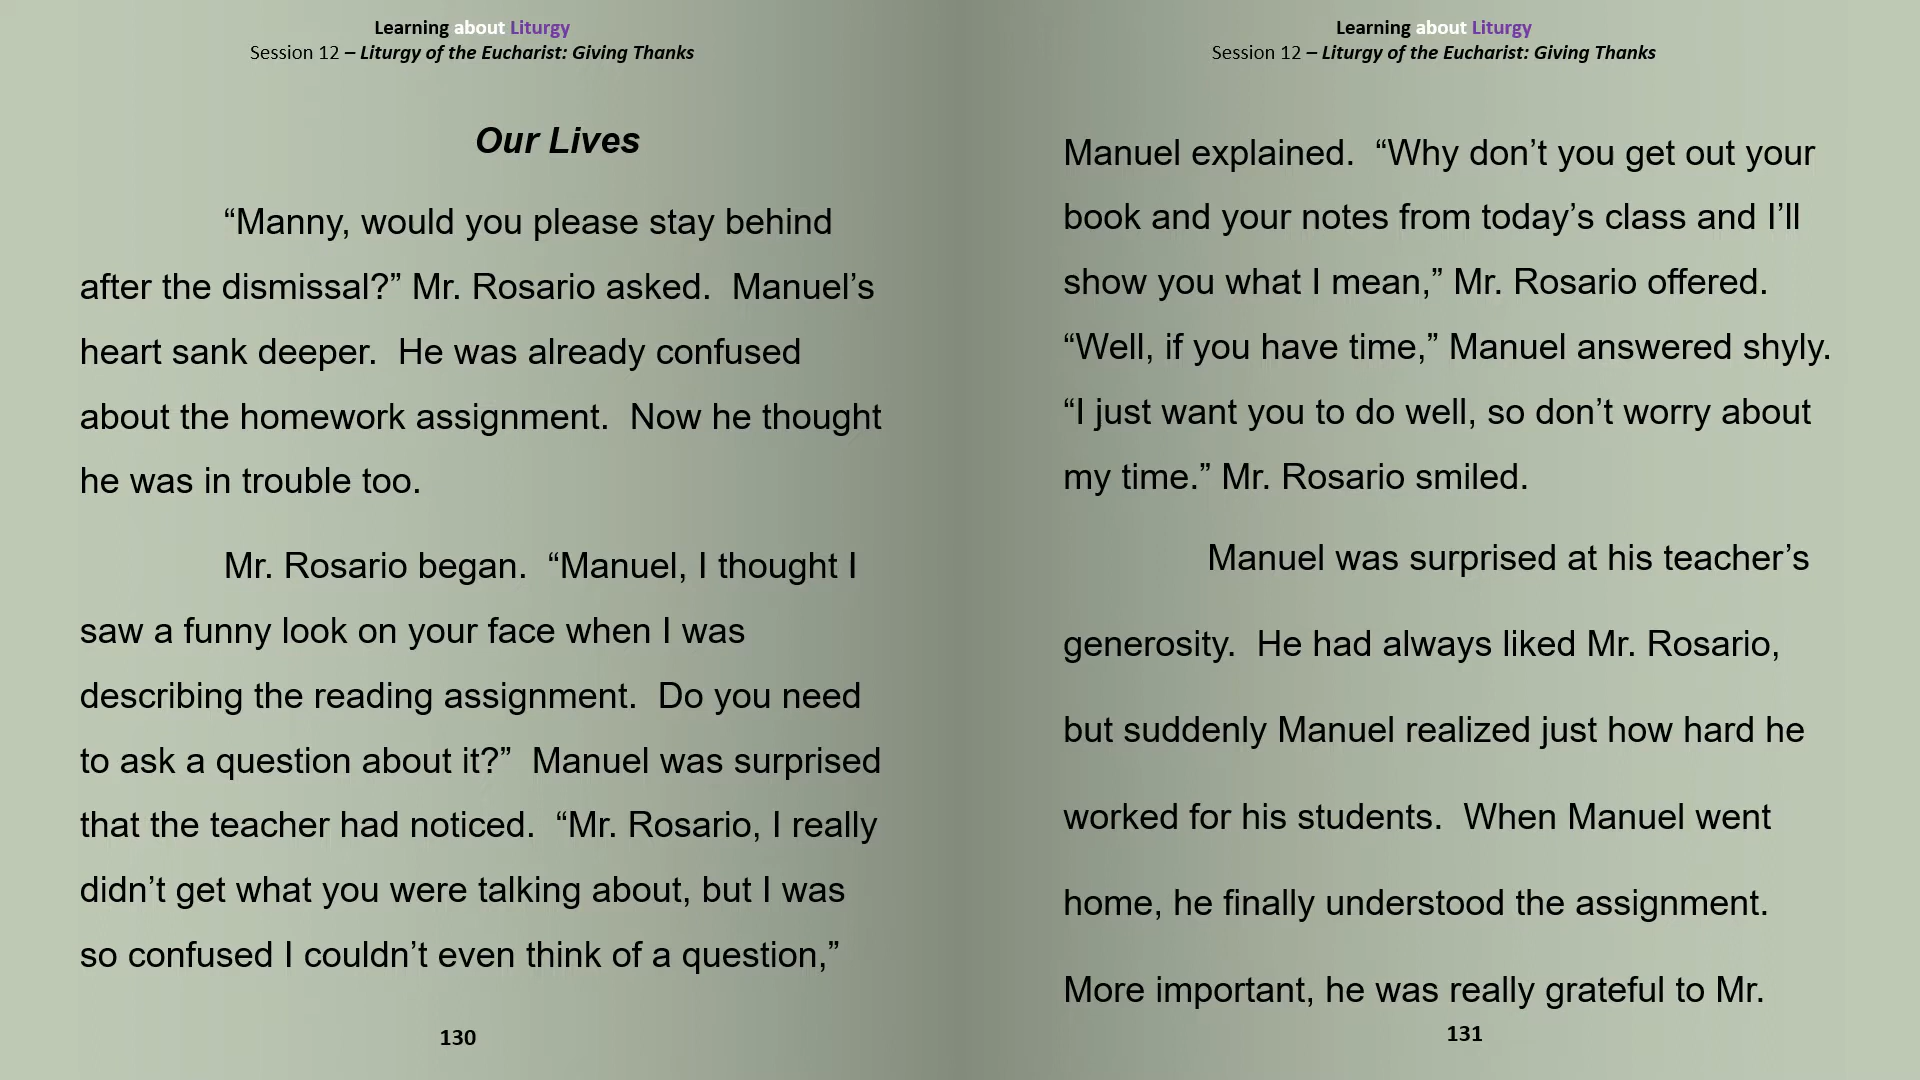 Learning about Liturgy
Session 12 – Liturgy of the Eucharist: Giving Thanks
Our Lives
“Manny, would you please stay behind
after the dismissal?” Mr. Rosario asked.  Manuel’s
heart sank deeper.  He was already confused
about the homework assignment.  Now he thought
he was in trouble too.
Mr. Rosario began.  “Manuel, I thought I
saw a funny look on your face when I was
describing the reading assignment.  Do you need
to ask a question about it?”  Manuel was surprised
that the teacher had noticed.  “Mr. Rosario, I really
didn’t get what you were talking about, but I was
so confused I couldn’t even think of a question,”
130
Learning about Liturgy
Session 12 – Liturgy of the Eucharist: Giving Thanks
Manuel explained.  “Why don’t you get out your
book and your notes from today’s class and I’ll
show you what I mean,” Mr. Rosario offered.
“Well, if you have time,” Manuel answered shyly.
“I just want you to do well, so don’t worry about
my time.” Mr. Rosario smiled.
Manuel was surprised at his teacher’s
generosity.  He had always liked Mr. Rosario,
but suddenly Manuel realized just how hard he
worked for his students.  When Manuel went
home, he finally understood the assignment.
More important, he was really grateful to Mr.
131